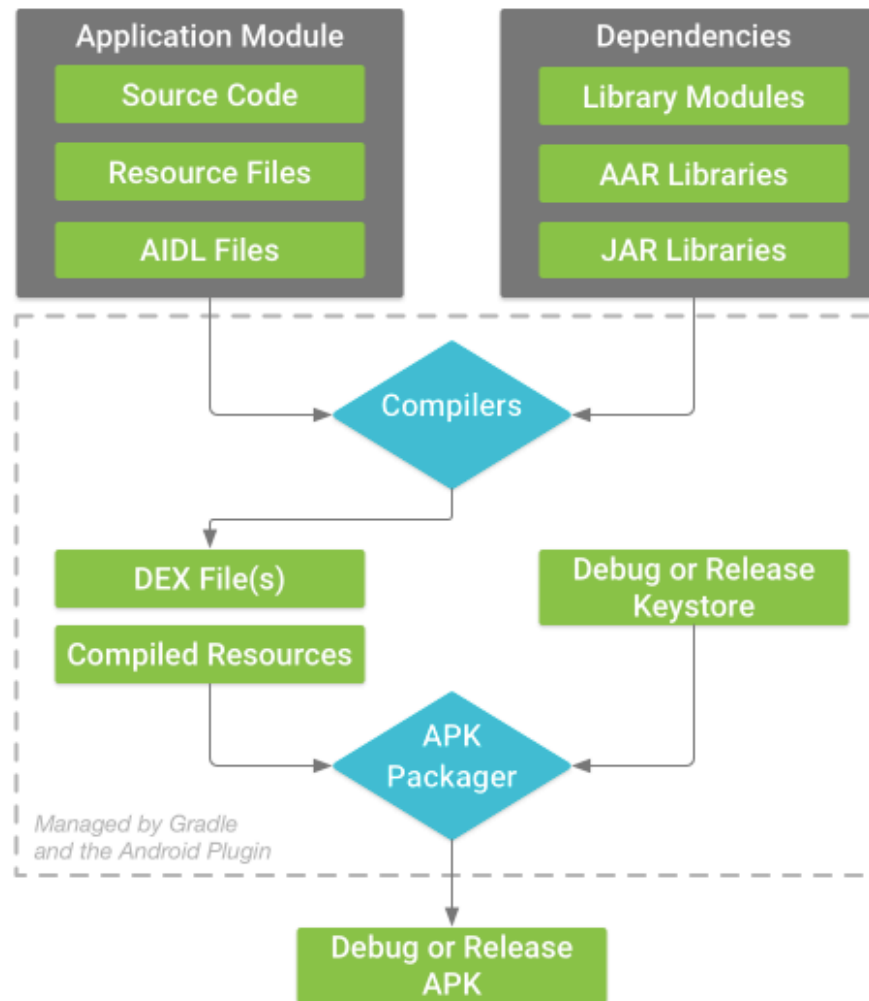 Application Module
Source Code
Resource Files
AIDL Files
Dependencies
Library Modules
AAR Libraries
JAR Libraries
Compilers
DEX File(s)
Compiled Resources
Debug or Release
Keystore
APK
Packager
Managed by Gradle
and the Android Plugin
Debug or Release
APK